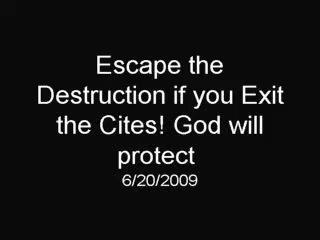 Escape the
Destruction if you Exit
the Cites! God will
protect
6/20/2009